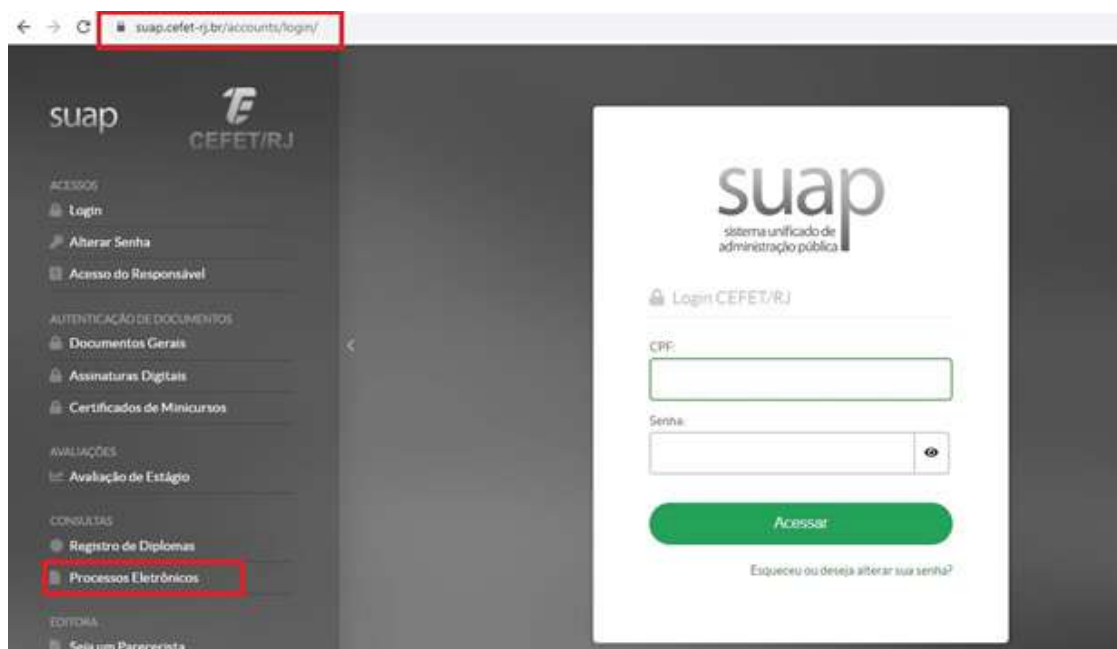 suap.cefet-rj.br/accounts/login/
suap
CEFET/RJ
ACESSOS
Login
Alterar Senha
Acesso do Responsável
AUTENTICAÇÃO DE DOCUMENTOS
Documentos Gerais
Assinaturas Digitais
Certificados de Minicursos
AVALIAÇÕES
Avaliação de Estágio
CONSULTAS
Registro de Diplomas
Processos Eletrônicos
EDITORA
Seja um Parecerista
suap
sistema unificado de
administração pública
Login CEFET/RJ
CPF:
Senha:
Acessar
Esqueceu ou deseja alterar sua senha?